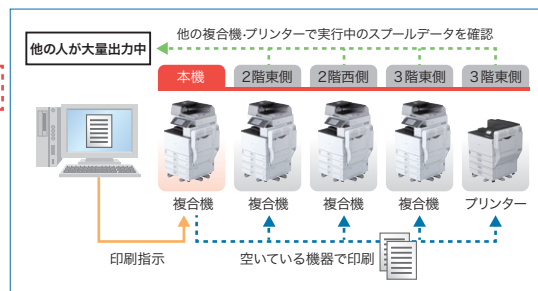 他の複合機・プリンターで実行中のスプールデータを確認
他の人が大量出力中
本機 2階東側 2階西側 3階東側 3階東側
複合機 複合機 複合機 複合機 プリンター
印刷指示 空いている機器で印刷